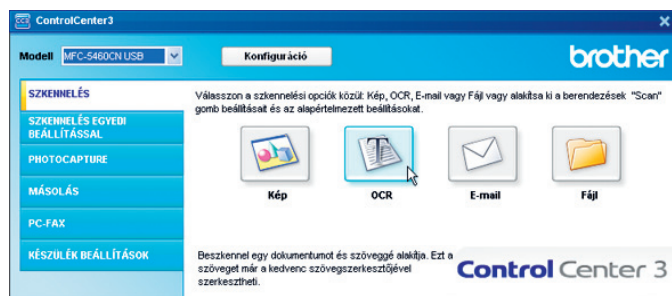 ControlCenter3
Modell MFC-5460CN USB Konfiguráció brother
SZKENNELÉS
SZKENNELÉS EGYEDI
BEÁLLÍTÁSSAL
PHOTOCAPTURE
MÁSOLÁS
PC-FAX
KÉSZÜLÉK BEÁLLÍTÁSOK
Válasszon a szkennelési opciók közül: Kép, OCR, E-mail vagy Fájl vagy alakítsa ki a berendezések "Scan"
gomb beállításait és az alapértelmezett beállításokat.
Kép OCR E-mail Fájl
Beszkennel egy dokumentumot és szöveggé alakítja. Ezt a
szöveget már a kedvenc szövegszerkesztőjével
szerkesztheti.
Control Center 3